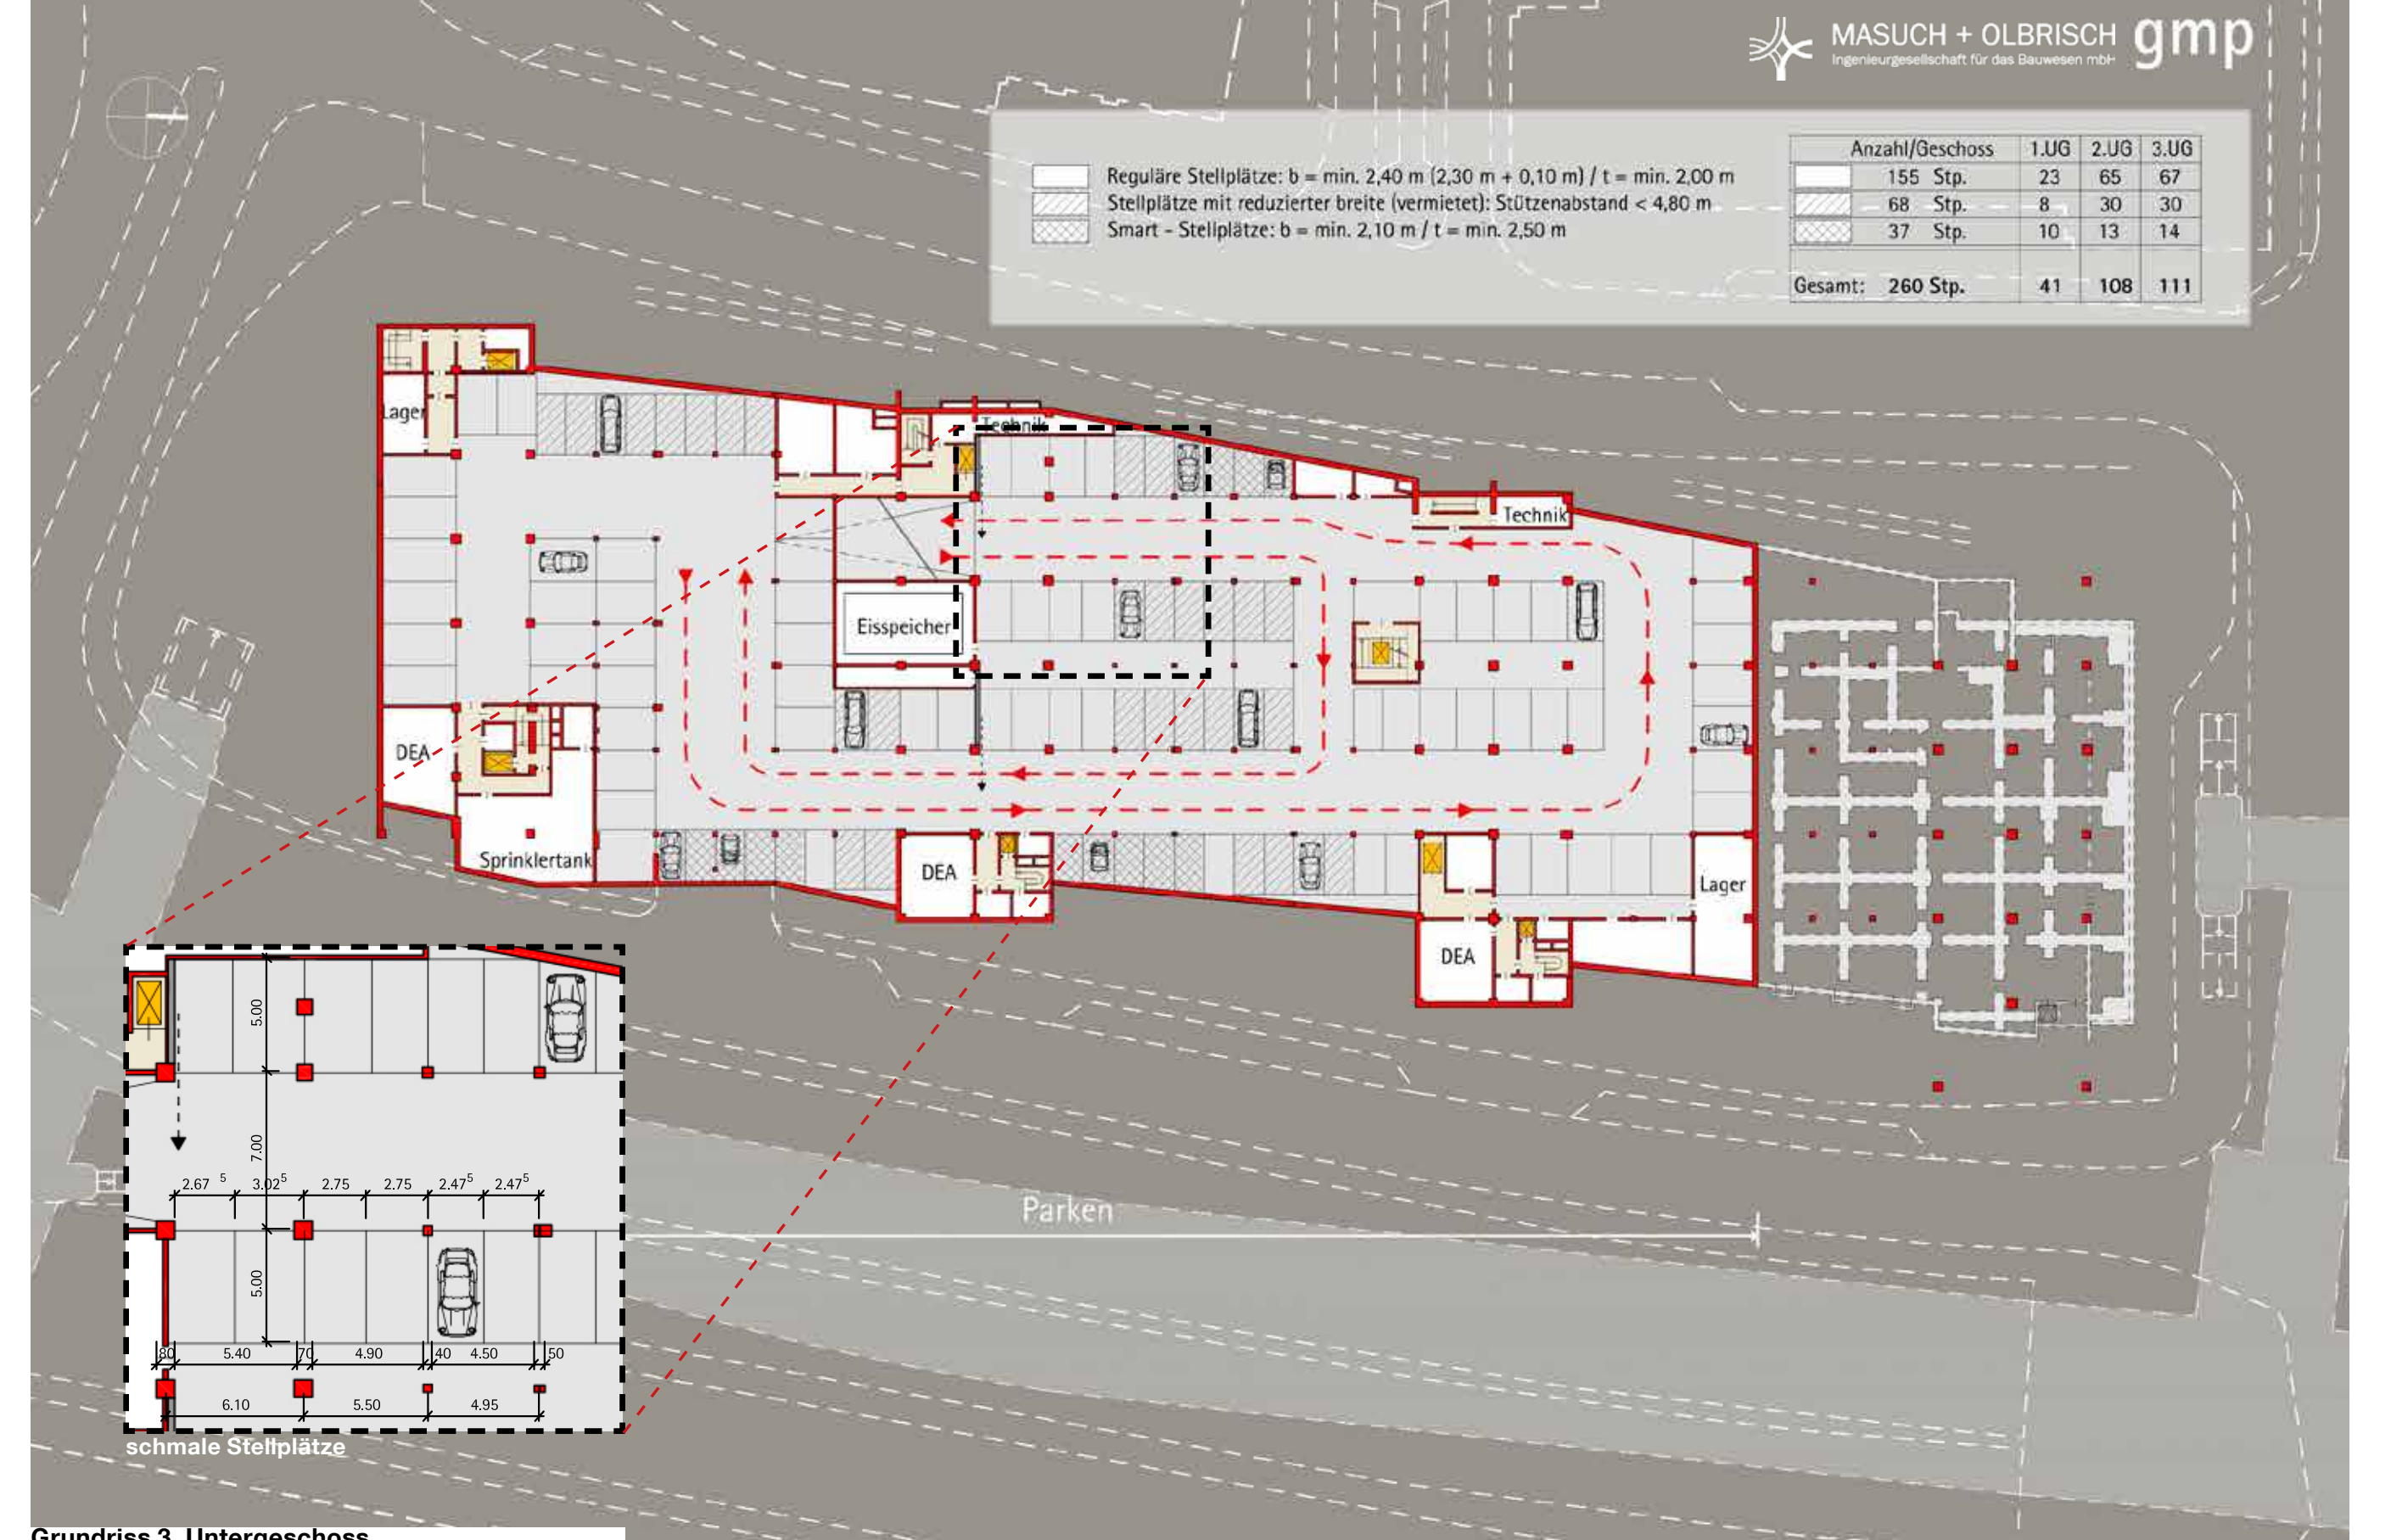 MASUCH + OLBRISCH gmp
Ingenieurgesellschaft für das Bauwesen mbH
Reguläre Stellplätze: b = min. 2,40 m (2,30 m + 0,10 m) / t = min. 2,00 m
Stellplätze mit reduzierter breite (vermietet): Stützenabstand < 4,80 m
Smart - Stellplätze: b = min. 2,10 m / t = min. 2,50 m
Anzahl/Geschoss 1.UG 2.UG 3.UG
155 Stp. 23 65 67
68 Stp. 8 30 30
37 Stp. 10 13 14
Gesamt: 260 Stp. 41 108 111
Lager
Technik
Technik
Eisspeicher
DEA
Sprinklertank
DEA
Lager
DEA
5.00
7.00
2.67 5 3.02 5 2.75 2.75 2.47 5 2.47 5
5.00
80 5.40 70 4.90 40 4.50 50
6.10 5.50 4.95
Parken
schmale Stellplätze
Grundriss 3. Untergeschoss